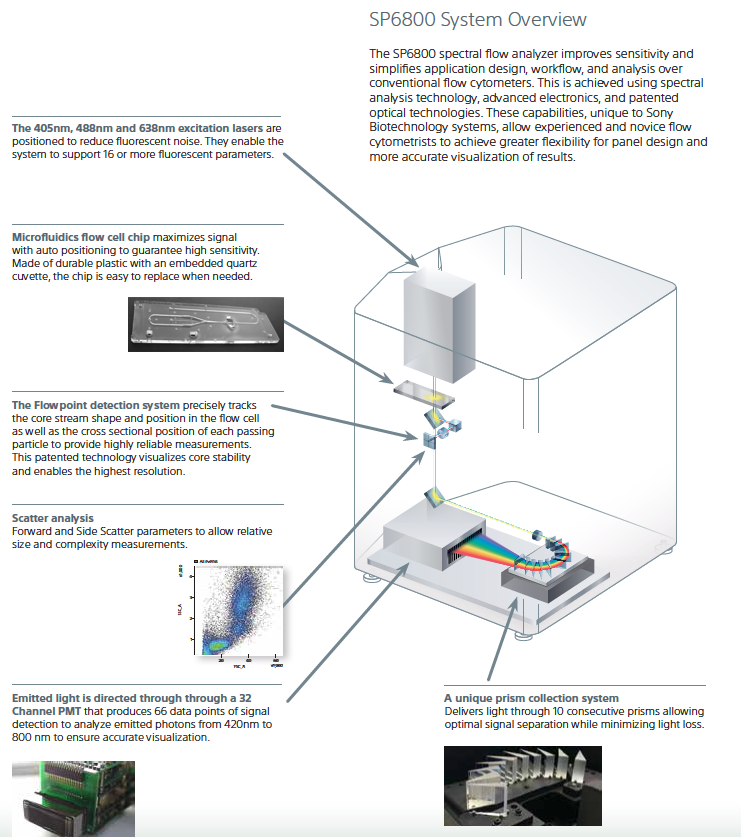 SP6800 System Overview
The SP6800 spectral flow analyzer improves sensitivity and
simplifies application design, workflow, and analysis over
conventional flow cytometers. This is achieved using spectral
analysis technology, advanced electronics, and patented
optical technologies. These capabilities, unique to Sony
Biotechnology systems, allow experienced and novice flow
cytometrists to achieve greater flexibility for panel design and
more accurate visualization of results.
The 405nm, 488nm and 638nm excitation lasers are
positioned to reduce fluorescent noise. They enable the
system to support 16 or more fluorescent parameters.
Microfluidics flow cell chip maximizes signal
with auto positioning to guarantee high sensitivity.
Made of durable plastic with an embedded quartz
cuvette, the chip is easy to replace when needed.
The Flowpoint detection system precisely tracks
the core stream shape and position in the flow cell
as well as the cross sectional position of each passing
particle to provide highly reliable measurements.
This patented technology visualizes core stability
and enables the highest resolution.
Scatter analysis
Forward and Side Scatter parameters to allow relative
size and complexity measurements.
SSC_A
FSC_A
Emitted light is directed through through a 32
Channel PMT that produces 66 data points of signal
detection to analyze emitted photons from 420nm to
800 nm to ensure accurate visualization.
A unique prism collection system
Delivers light through 10 consecutive prisms allowing
optimal signal separation while minimizing light loss.